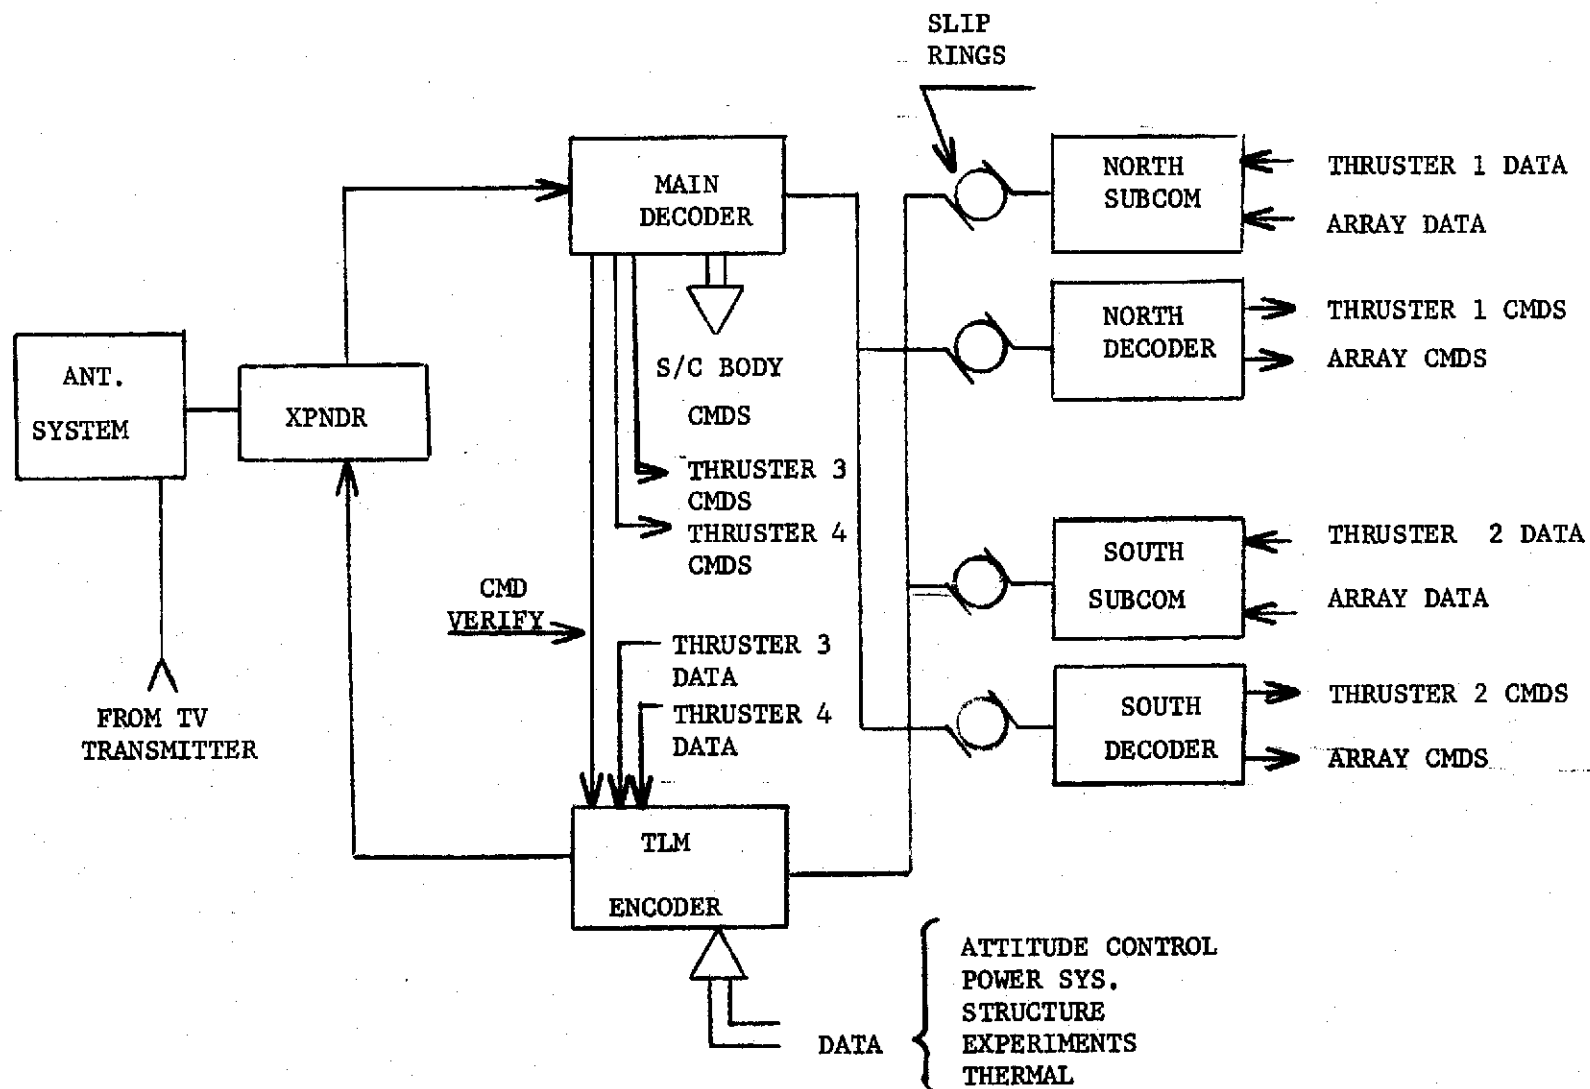 SLIP
RINGS
MAIN
DECODER
NORTH
SUBCOM
THRUSTER 1 DATA
ARRAY DATA
NORTH
DECODER
THRUSTER 1 CMDS
ARRAY CMDS
ANT.
SYSTEM
XPNDR
S/C BODY
CMDS
THRUSTER 3
CMDS
THRUSTER 4
CMDS
SOUTH
SUBCOM
THRUSTER 2 DATA
ARRAY DATA
CMD
VERIFY
THRUSTER 3
DATA
THRUSTER 4
DATA
SOUTH
DECODER
THRUSTER 2 CMDS
ARRAY CMDS
FROM TV
TRANSMITTER
TLM
ENCODER
DATA
ATTITUDE CONTROL
POWER SYS.
STRUCTURE
EXPERIMENTS
THERMAL